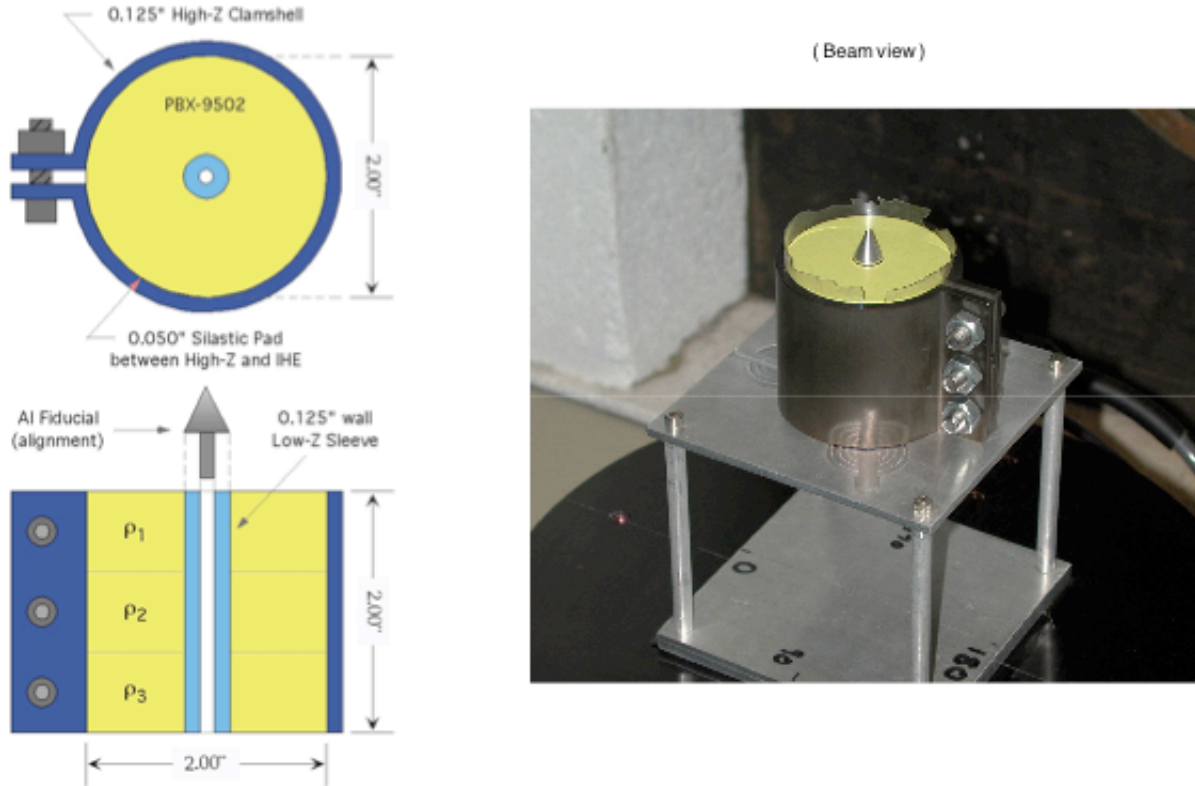 0.125" High-Z Clamshell
( Beam view )
PBX-9502
2.00"
0.050" Silastic Pad
between High-Z and IHE
Al Fiducial
(alignment)
0.125" wall
Low-Z Sleeve
ρ1
ρ2
ρ3
2.00"
2.00"
0
90
180